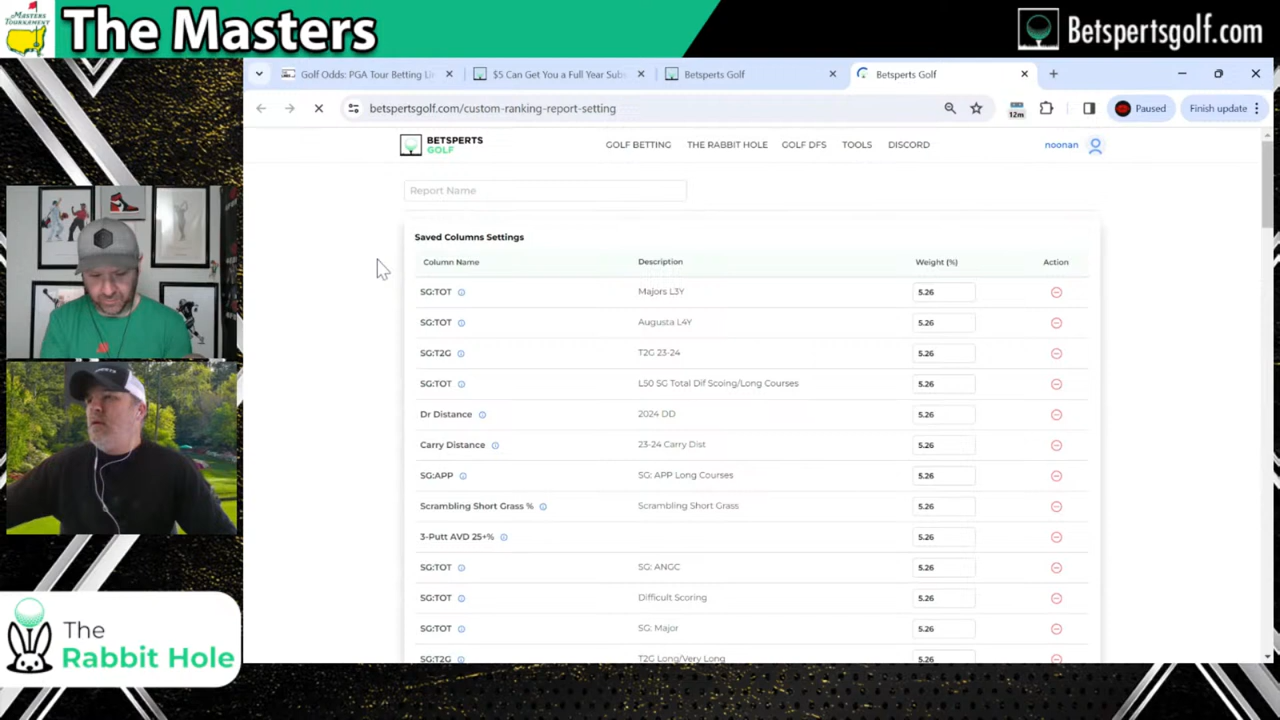 MASTERS
TOURNAMENT
The Masters
Betspertsgolf.com
Golf Odds: PGA Tour Betting Li
$5 Can Get You a Full Year Subs
Betsperts Golf
Betsperts Golf
betspertsgolf.com/custom-ranking-report-setting
12m
Paused
Finish update
BETSPERTS
GOLF
GOLF BETTING
THE RABBIT HOLE
GOLF DFS
TOOLS
DISCORD
noonan
Report Name
Saved Columns Settings
Column Name Description Weight (%) Action
SG:TOT Majors L3Y 5.26
SG:TOT Augusta L4Y 5.26
SG:T2G T2G 23-24 5.26
SG:TOT L50 SG Total Dif Scoing/Long Courses 5.26
Dr Distance 2024 DD 5.26
Carry Distance 23-24 Carry Dist 5.26
SG:APP SG: APP Long Courses 5.26
Scrambling Short Grass % Scrambling Short Grass 5.26
3-Putt AVD 25+% 5.26
SG:TOT SG: ANGC 5.26
SG:TOT Difficult Scoring 5.26
SG:TOT SG: Major 5.26
SG:T2G T2G Long/Very Long 5.26
The
Rabbit Hole